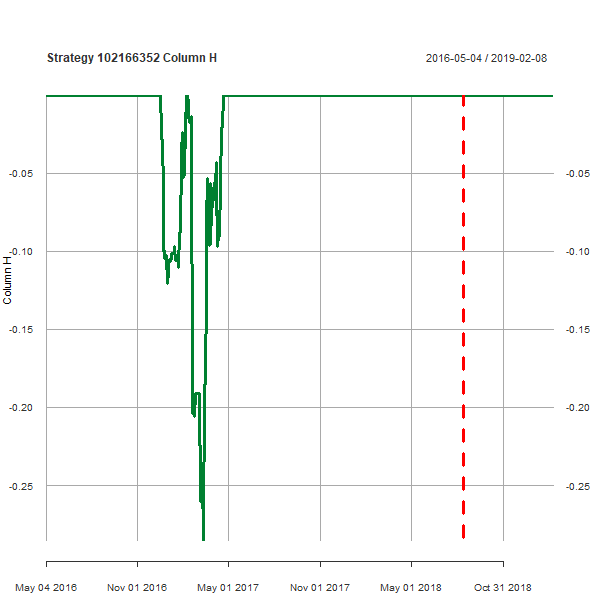 Strategy 102166352 Column H 2016-05-04 / 2019-02-08
-0.05 -0.05
-0.10 -0.10
Column H
-0.15 -0.15
-0.20 -0.20
-0.25 -0.25
May 04 2016 Nov 01 2016 May 01 2017 Nov 01 2017 May 01 2018 Oct 31 2018